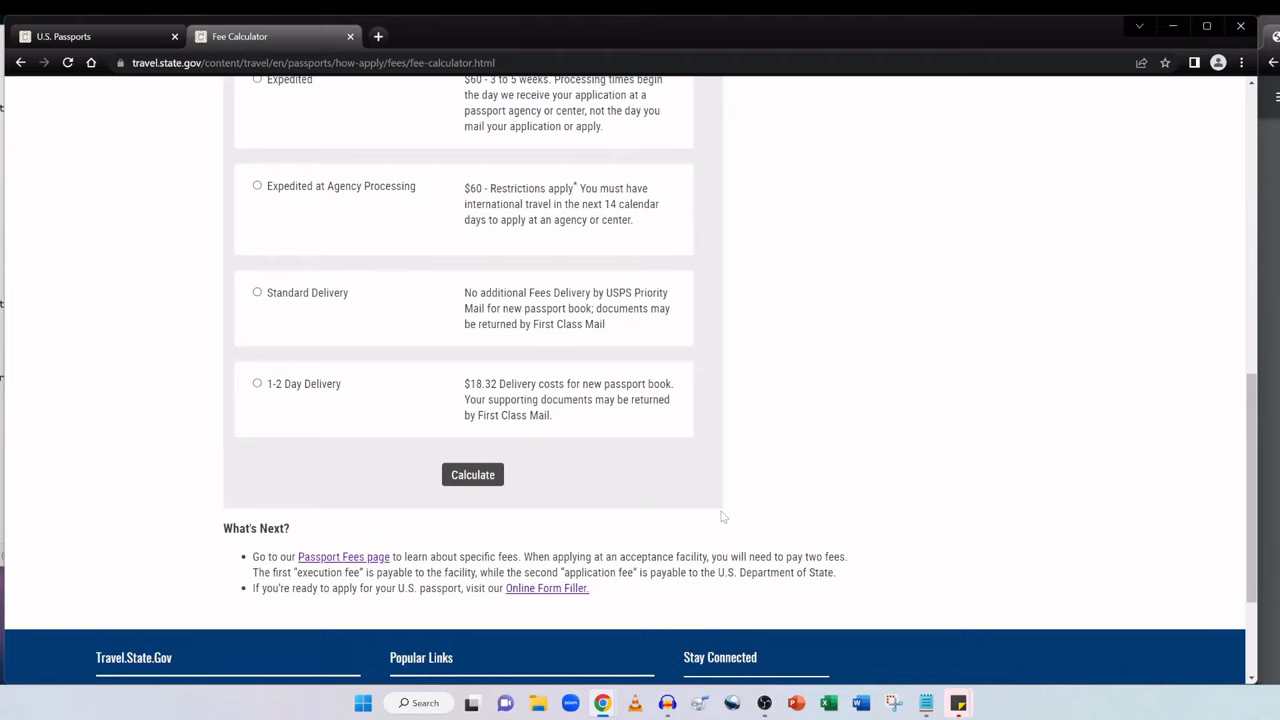 U.S. Passports
Fee Calculator
travel.state.gov/content/travel/en/passports/how-apply/fees/fee-calculator.html
Expedited
$60 - 3 to 5 weeks. Processing times begin
the day we receive your application at a
passport agency or center, not the day you
mail your application or apply.
Expedited at Agency Processing
$60 - Restrictions apply* You must have
international travel in the next 14 calendar
days to apply at an agency or center.
Standard Delivery
No additional Fees Delivery by USPS Priority
Mail for new passport book; documents may
be returned by First Class Mail
1-2 Day Delivery
$18.32 Delivery costs for new passport book.
Your supporting documents may be returned
by First Class Mail.
Calculate
What's Next?
Go to our Passport Fees page to learn about specific fees. When applying at an acceptance facility, you will need to pay two fees.
The first “execution fee” is payable to the facility, while the second “application fee” is payable to the U.S. Department of State.
If you're ready to apply for your U.S. passport, visit our Online Form Filler.
Travel.State.Gov
Popular Links
Stay Connected
Search
zoom